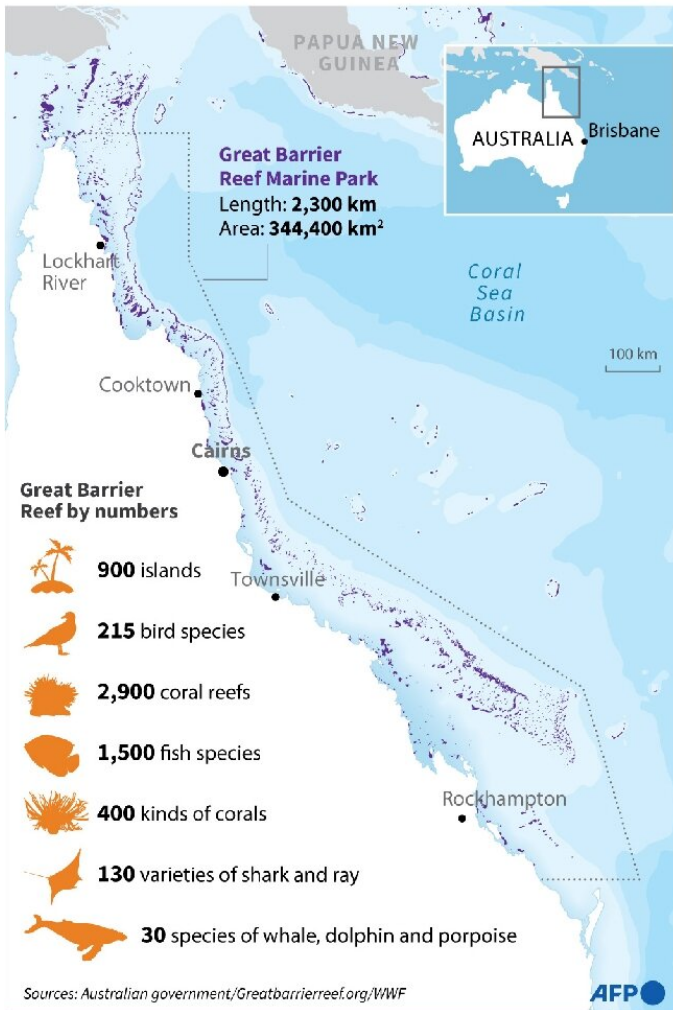 PAPUA NEW
GUINEA
AUSTRALIA
Brisbane
Great Barrier
Reef Marine Park
Length: 2,300 km
Area: 344,400 km²
Lockhart
River
Coral
Sea
Basin
100 km
Cooktown
Cairns
Great Barrier
Reef by numbers
900 islands
Townsville
215 bird species
2,900 coral reefs
1,500 fish species
400 kinds of corals
Rockhampton
130 varieties of shark and ray
30 species of whale, dolphin and porpoise
Sources: Australian government/Greatbarrierreef.org/WWF
AFP